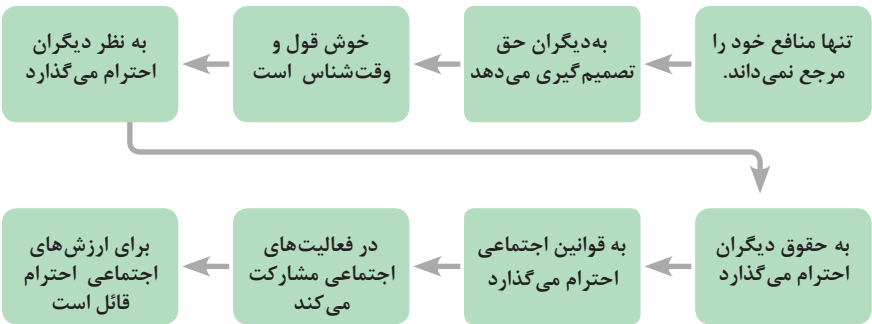 تنها منافع خود را
مرجع نمی‌داند.
به‌دیگران حق
تصمیم‌گیری می‌دهد
خوش قول و
وقت‌شناس است
به نظر دیگران
احترام می‌گذارد
به حقوق دیگران
احترام می‌گذارد
به قوانین اجتماعی
احترام می‌گذارد
در فعالیت‌های
اجتماعی مشارکت
می‌کند
برای ارزش‌های
اجتماعی احترام
قائل است